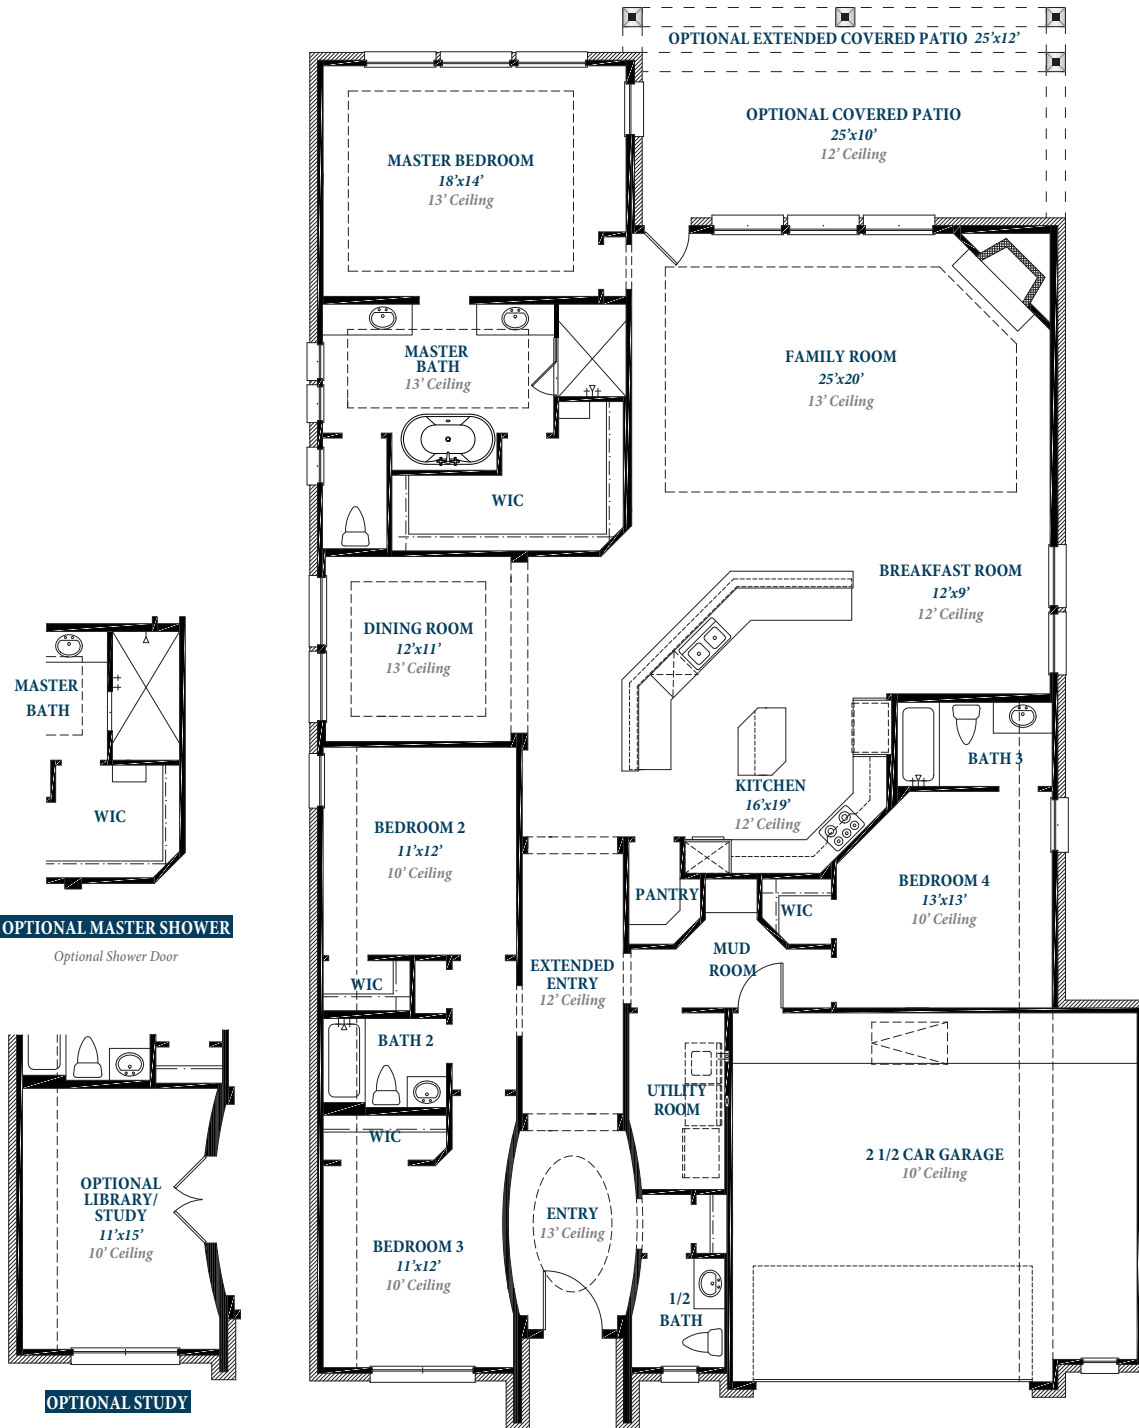 OPTIONAL EXTENDED COVERED PATIO 25'x12'
OPTIONAL COVERED PATIO
25'x10'
12' Ceiling
MASTER BEDROOM
18'x14'
13' Ceiling
MASTER
BATH
13' Ceiling
FAMILY ROOM
25'x20'
13' Ceiling
WIC
BREAKFAST ROOM
12'x9'
12' Ceiling
DINING ROOM
12'x11'
13' Ceiling
MASTER
BATH
WIC
OPTIONAL MASTER SHOWER
Optional Shower Door
BATH 3
KITCHEN
16'x19'
12' Ceiling
BEDROOM 2
11'x12'
10' Ceiling
PANTRY
WIC
BEDROOM 4
13'x13'
10' Ceiling
MUD
ROOM
EXTENDED
ENTRY
12' Ceiling
WIC
BATH 2
UTILITY
ROOM
WIC
2 1/2 CAR GARAGE
10' Ceiling
OPTIONAL
LIBRARY/
STUDY
11'x15'
10' Ceiling
ENTRY
13' Ceiling
BEDROOM 3
11'x12'
10' Ceiling
1/2
BATH
OPTIONAL STUDY